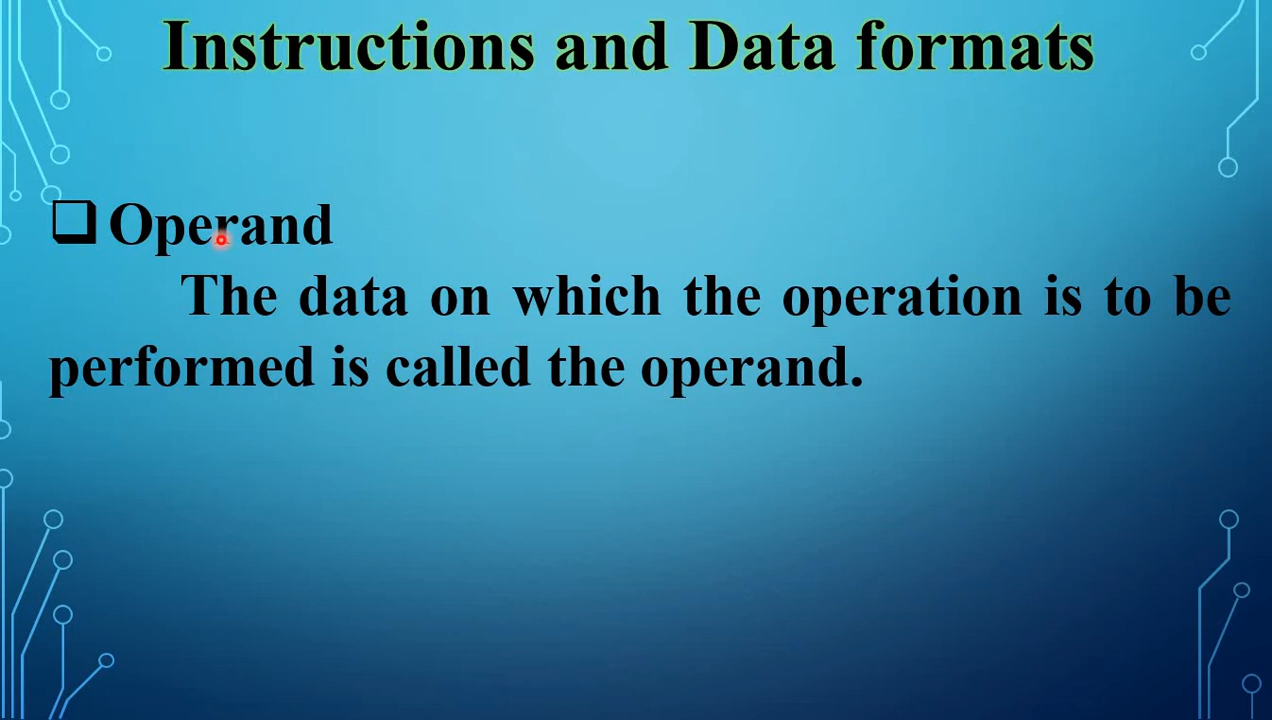 Instructions and Data formats
Operand
The data on which the operation is to be
performed is called the operand.